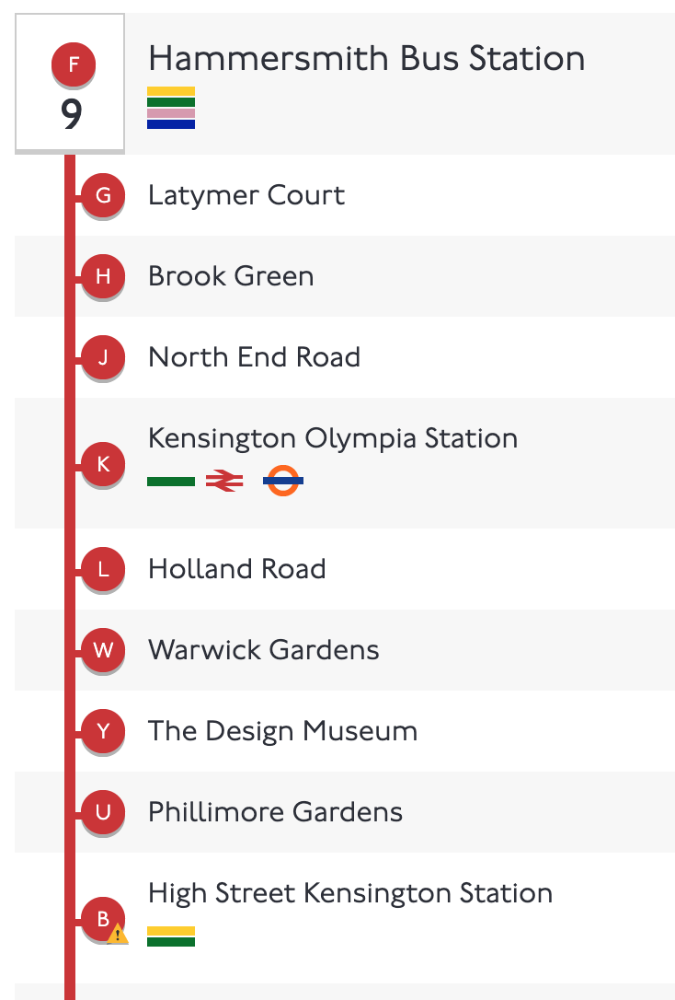 F
9
Hammersmith Bus Station
G
Latymer Court
H
Brook Green
J
North End Road
K
Kensington Olympia Station
L
Holland Road
W
Warwick Gardens
Y
The Design Museum
U
Phillimore Gardens
B
!
High Street Kensington Station